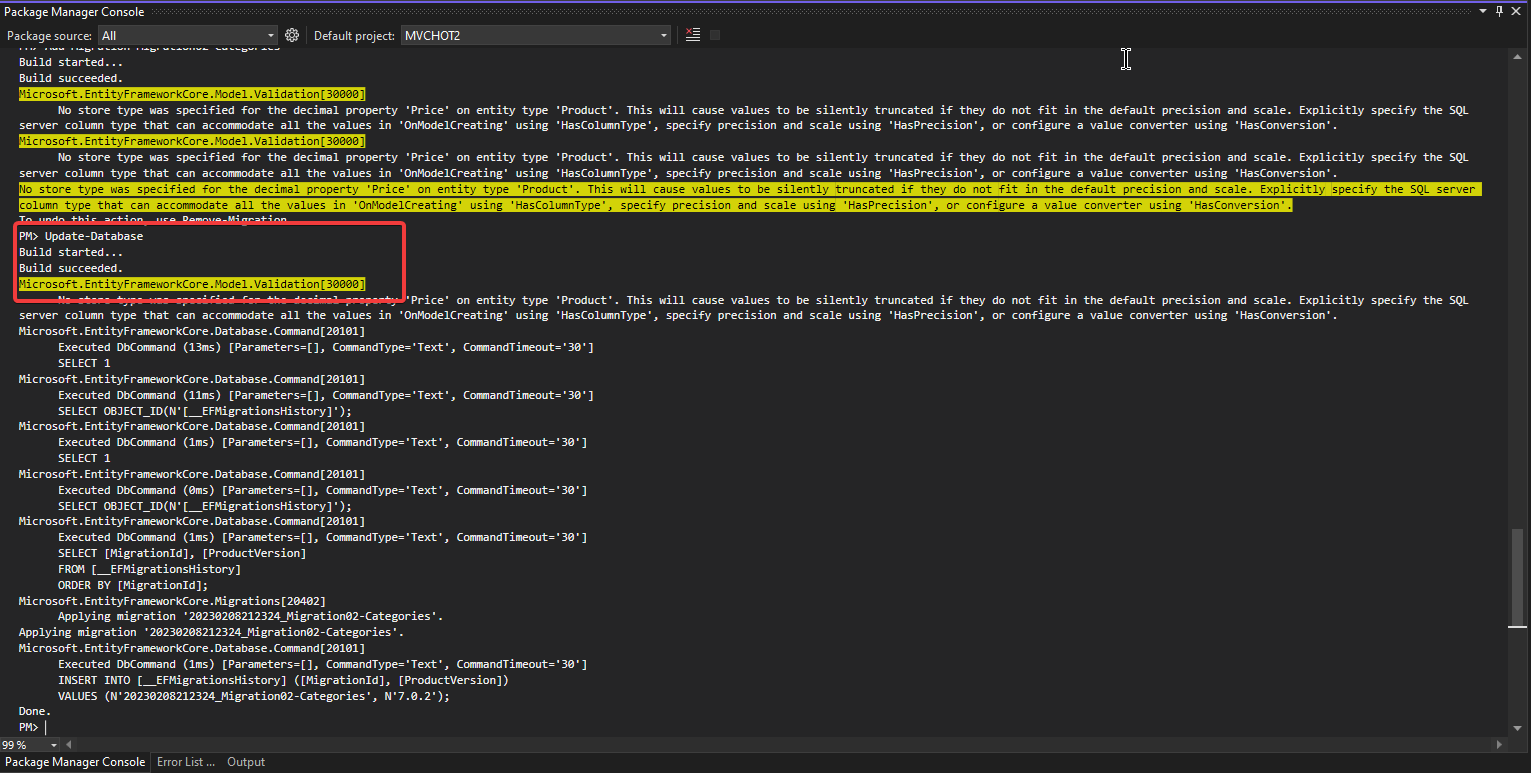 Package Manager Console
Package source: All
Default project: MVCHOT2
PM> Add-Migration Migration02-Categories
Build started...
Build succeeded.
Microsoft.EntityFrameworkCore.Model.Validation[30000]
No store type was specified for the decimal property 'Price' on entity type 'Product'. This will cause values to be silently truncated if they do not fit in the default precision and scale. Explicitly specify the SQL
server column type that can accommodate all the values in 'OnModelCreating' using 'HasColumnType', specify precision and scale using 'HasPrecision', or configure a value converter using 'HasConversion'.
Microsoft.EntityFrameworkCore.Model.Validation[30000]
No store type was specified for the decimal property 'Price' on entity type 'Product'. This will cause values to be silently truncated if they do not fit in the default precision and scale. Explicitly specify the SQL
server column type that can accommodate all the values in 'OnModelCreating' using 'HasColumnType', specify precision and scale using 'HasPrecision', or configure a value converter using 'HasConversion'.
No store type was specified for the decimal property 'Price' on entity type 'Product'. This will cause values to be silently truncated if they do not fit in the default precision and scale. Explicitly specify the SQL server
column type that can accommodate all the values in 'OnModelCreating' using 'HasColumnType', specify precision and scale using 'HasPrecision', or configure a value converter using 'HasConversion'.
To undo this action, use Remove-Migration.
PM> Update-Database
Build started...
Build succeeded.
Microsoft.EntityFrameworkCore.Model.Validation[30000]
No store type was specified for the decimal property 'Price' on entity type 'Product'. This will cause values to be silently truncated if they do not fit in the default precision and scale. Explicitly specify the SQL
server column type that can accommodate all the values in 'OnModelCreating' using 'HasColumnType', specify precision and scale using 'HasPrecision', or configure a value converter using 'HasConversion'.
Microsoft.EntityFrameworkCore.Database.Command[20101]
Executed DbCommand (13ms) [Parameters=[], CommandType='Text', CommandTimeout='30']
SELECT 1
Microsoft.EntityFrameworkCore.Database.Command[20101]
Executed DbCommand (11ms) [Parameters=[], CommandType='Text', CommandTimeout='30']
SELECT OBJECT_ID(N'[__EFMigrationsHistory]');
Microsoft.EntityFrameworkCore.Database.Command[20101]
Executed DbCommand (1ms) [Parameters=[], CommandType='Text', CommandTimeout='30']
SELECT 1
Microsoft.EntityFrameworkCore.Database.Command[20101]
Executed DbCommand (0ms) [Parameters=[], CommandType='Text', CommandTimeout='30']
SELECT OBJECT_ID(N'[__EFMigrationsHistory]');
Microsoft.EntityFrameworkCore.Database.Command[20101]
Executed DbCommand (1ms) [Parameters=[], CommandType='Text', CommandTimeout='30']
SELECT [MigrationId], [ProductVersion]
FROM [__EFMigrationsHistory]
ORDER BY [MigrationId];
Microsoft.EntityFrameworkCore.Migrations[20402]
Applying migration '20230208212324_Migration02-Categories'.
Applying migration '20230208212324_Migration02-Categories'.
Microsoft.EntityFrameworkCore.Database.Command[20101]
Executed DbCommand (1ms) [Parameters=[], CommandType='Text', CommandTimeout='30']
INSERT INTO [__EFMigrationsHistory] ([MigrationId], [ProductVersion])
VALUES (N'20230208212324_Migration02-Categories', N'7.0.2');
Done.
PM>
99 %
Package Manager Console Error List ... Output